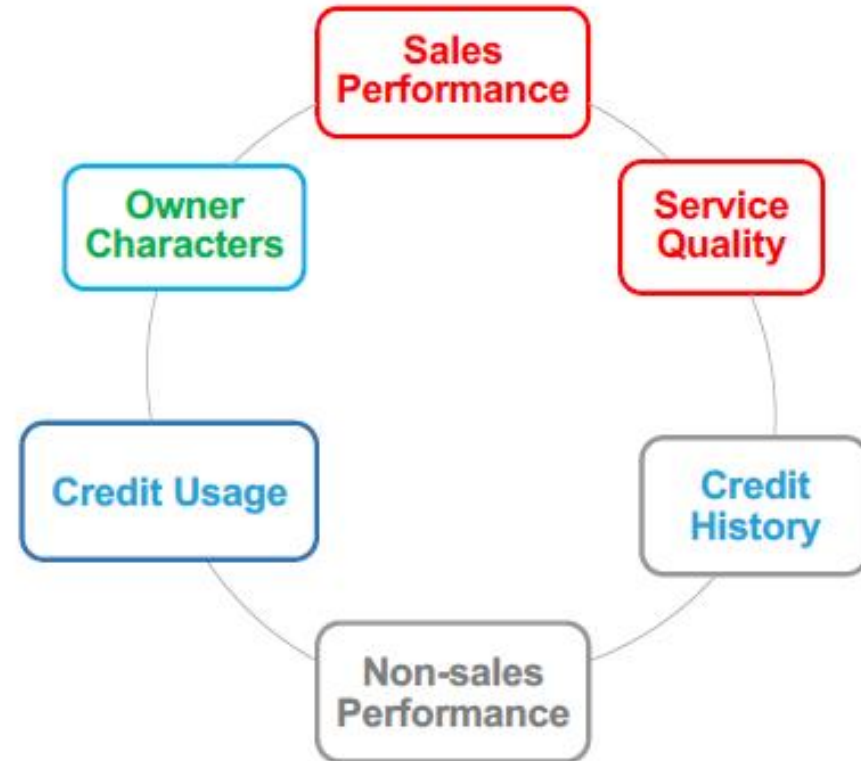 Sales
Performance
Owner
Characters
Service
Quality
Credit Usage
Credit
History
Non-sales
Performance